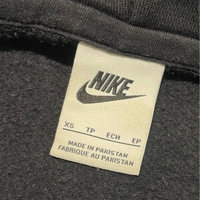 NIKE
XS TP ECH EP
MADE IN PAKISTAN
FABRIQUÉ AU PAKISTAN